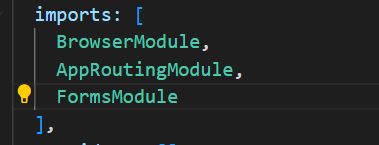 imports: [
BrowserModule,
AppRoutingModule,
FormsModule
],